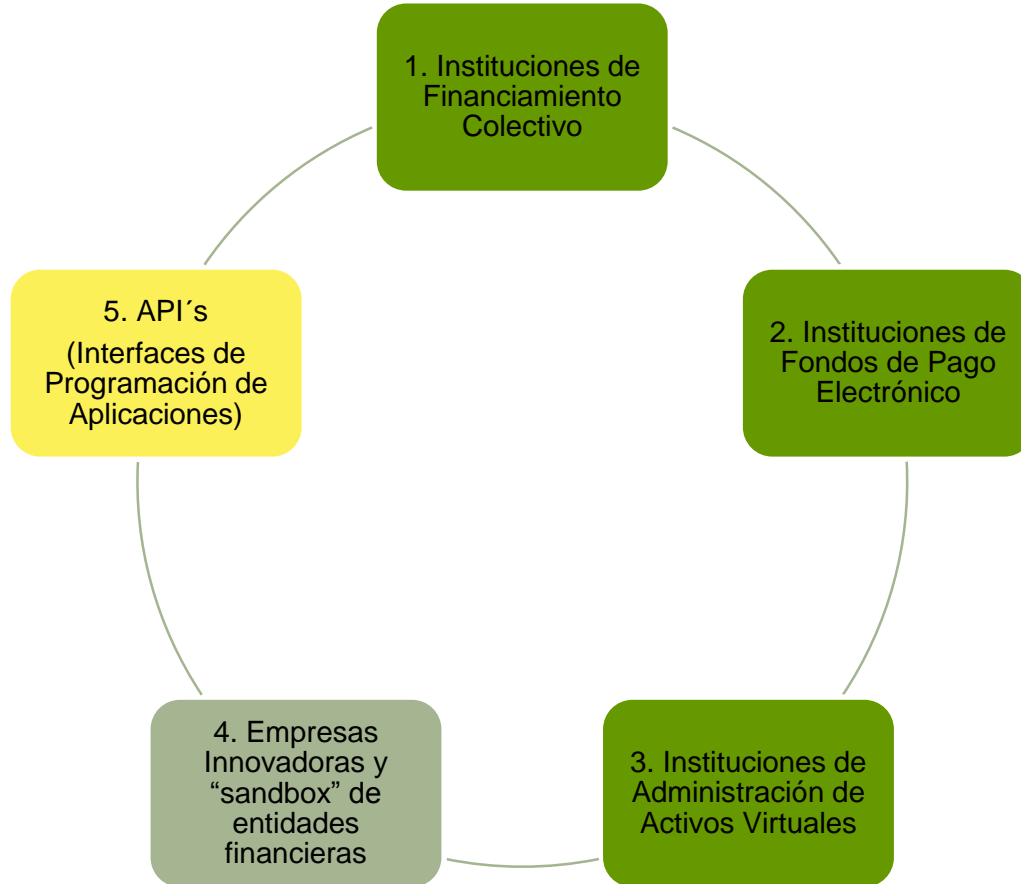 1. Instituciones de
Financiamiento
Colectivo
2. Instituciones de
Fondos de Pago
Electrónico
3. Instituciones de
Administración de
Activos Virtuales
4. Empresas
Innovadoras y
“sandbox” de
entidades
financieras
5. API´s
(Interfaces de
Programación de
Aplicaciones)